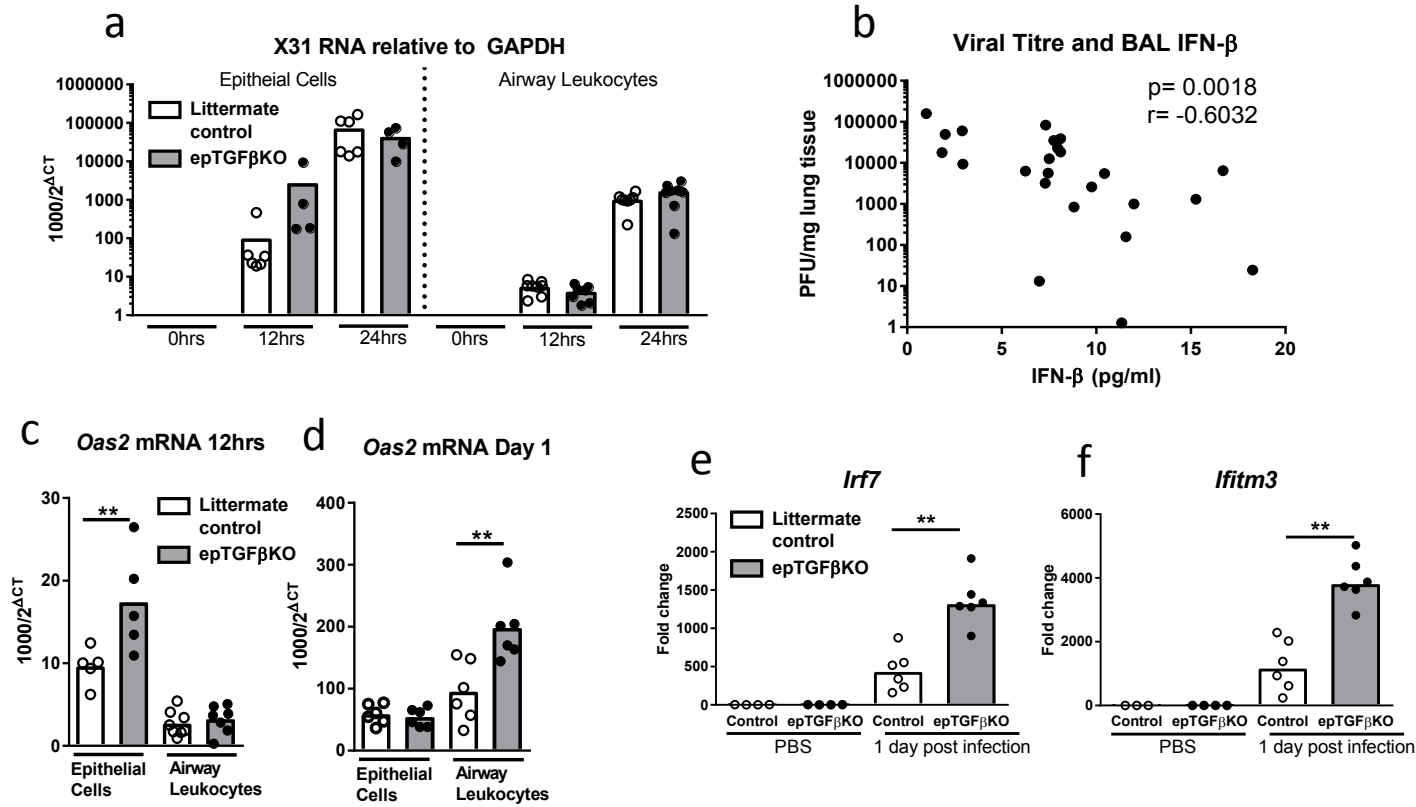 a
X31 RNA relative to GAPDH
Epitheial Cells
Airway Leukocytes
Littermate
control
epTGFβKO
1000/2^ΔCT
1000000
100000
10000
1000
100
10
1
0hrs
12hrs
24hrs
0hrs
12hrs
24hrs
b
Viral Titre and BAL IFN-β
p= 0.0018
r= -0.6032
PFU/mg lung tissue
1000000
100000
10000
1000
100
10
1
0 5 10 15 20
IFN-β (pg/ml)
c
Oas2 mRNA 12hrs
Littermate
control
epTGFβKO
**
1000/2^ΔCT
30
20
10
0
Epithelial
Cells
Airway
Leukocytes
d
Oas2 mRNA Day 1
**
1000/2^ΔCT
400
300
200
100
0
Epithelial
Cells
Airway
Leukocytes
e
Irf7
Littermate
control
epTGFβKO
**
Fold change
2500
2000
1500
1000
500
0
Control epTGFβKO Control epTGFβKO
PBS
1 day post infection
f
Ifitm3
**
Fold change
6000
4000
2000
0
Control epTGFβKO Control epTGFβKO
PBS
1 day post infection